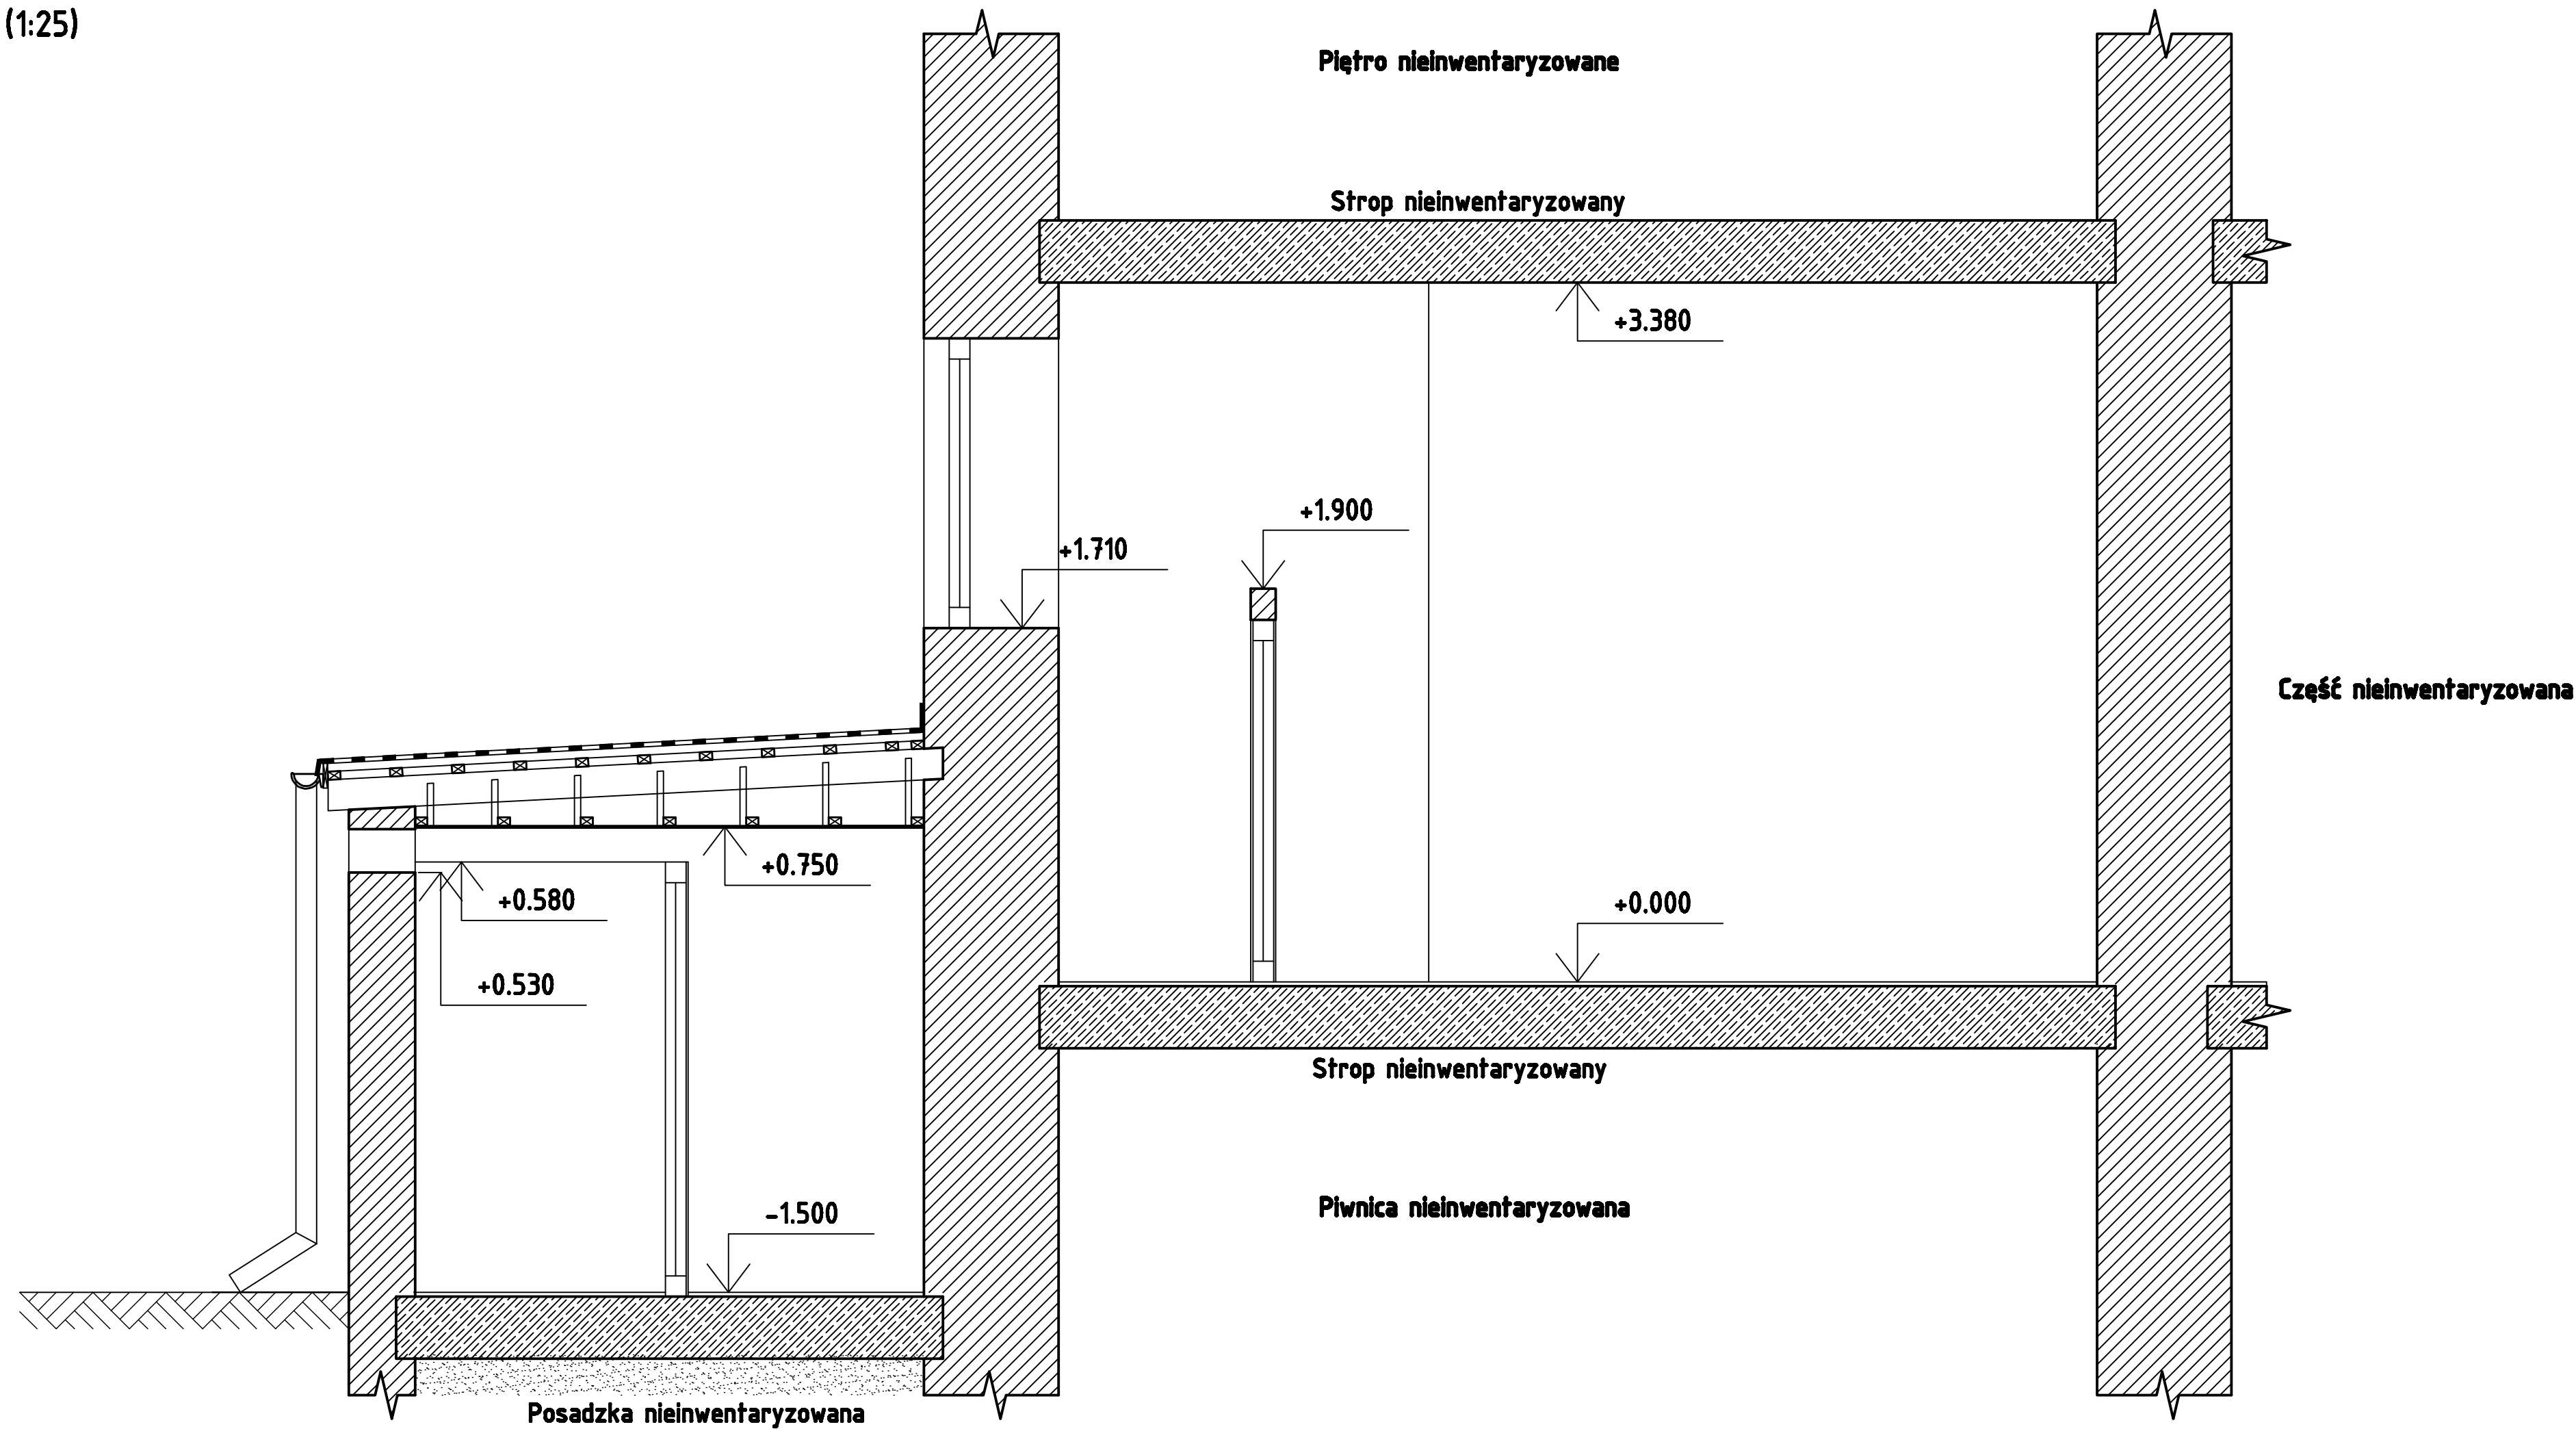 (1:25)
Piętro nieinwentaryzowane
Strop nieinwentaryzowany
+3.380
+1.900
+1.710
Część nieinwentaryzowana
+0.750
+0.580
+0.000
+0.530
Strop nieinwentaryzowany
Piwnica nieinwentaryzowana
-1.500
Posadzka nieinwentaryzowana